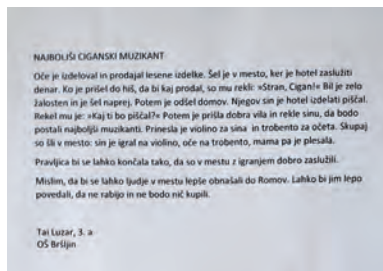 NAJBOLJŠI CIGANSKI MUZIKANT
Oče je izdeloval in prodajal lesene izdelke. Šel je v mesto, ker je hotel zaslužiti
denar. Ko je prišel do hiš, da bi kaj prodal, so mu rekli: »Stran, Cigan!« Bil je zelo
žalosten in je šel naprej. Potem je odšel domov. Njegov sin je hotel izdelati piščal.
Rekel mu je: »Kaj ti bo piščal?« Potem je prišla dobra vila in rekle sinu, da bodo
postali najboljši muzikanti. Prinesla je violino za sina in trobento za očeta. Skupaj
so šli v mesto: sin je igral na violino, oče na trobento, mama pa je plesala.
Pravljica bi se lahko končala tako, da so v mestu z igranjem dobro zaslužili.
Mislim, da bi se lahko ljudje v mestu lepše obnašali do Romov. Lahko bi jim lepo
povedali, da ne rabijo in ne bodo nič kupili.
Tai Luzar, 3. a
OŠ Bršljin